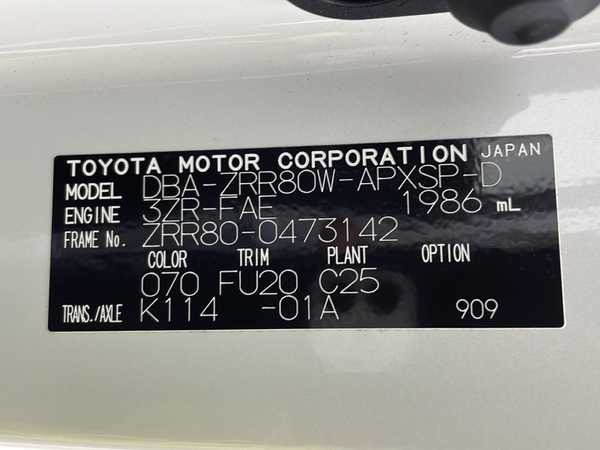 TOYOTA MOTOR CORPORATION JAPAN
MODEL DBA-ZRR80W-APXSP-D
ENGINE 3ZR-FAE 1986 mL
FRAME No. ZRR80-0473142
COLOR TRIM PLANT OPTION
070 FU20 C25
TRANS./AXLE K114 -01A 909